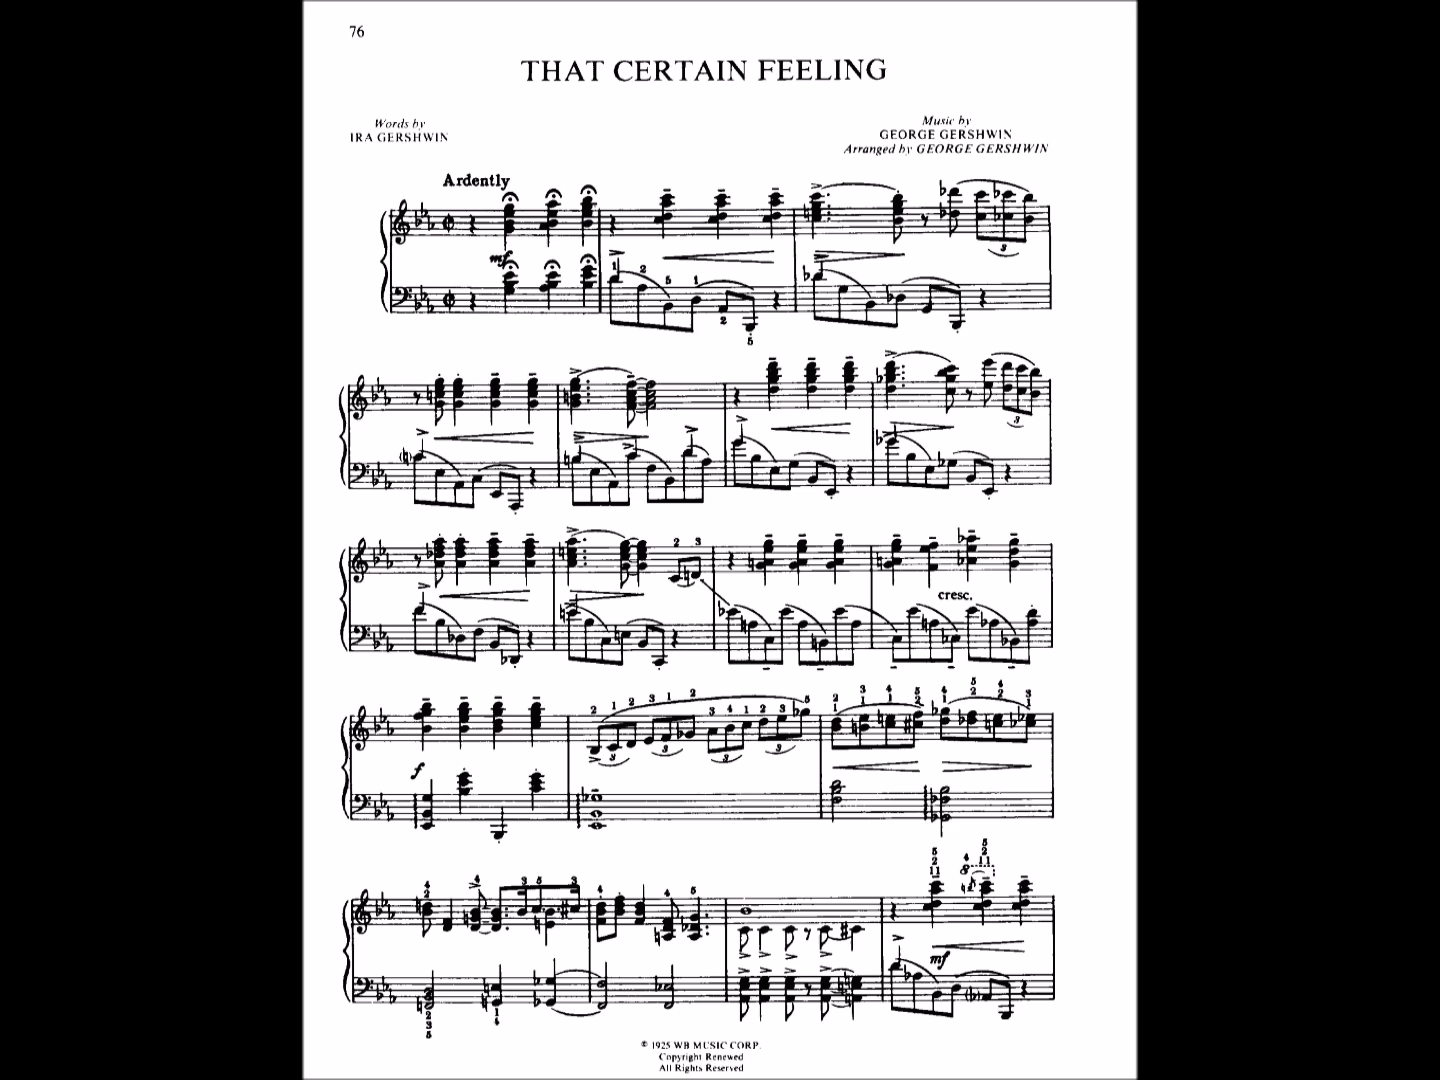 76
THAT CERTAIN FEELING
Words by
IRA GERSHWIN
Music by
GEORGE GERSHWIN
Arranged by GEORGE GERSHWIN
Ardently
mf
cresc.
f
mf
© 1925 WB MUSIC CORP.
Copyright Renewed
All Rights Reserved